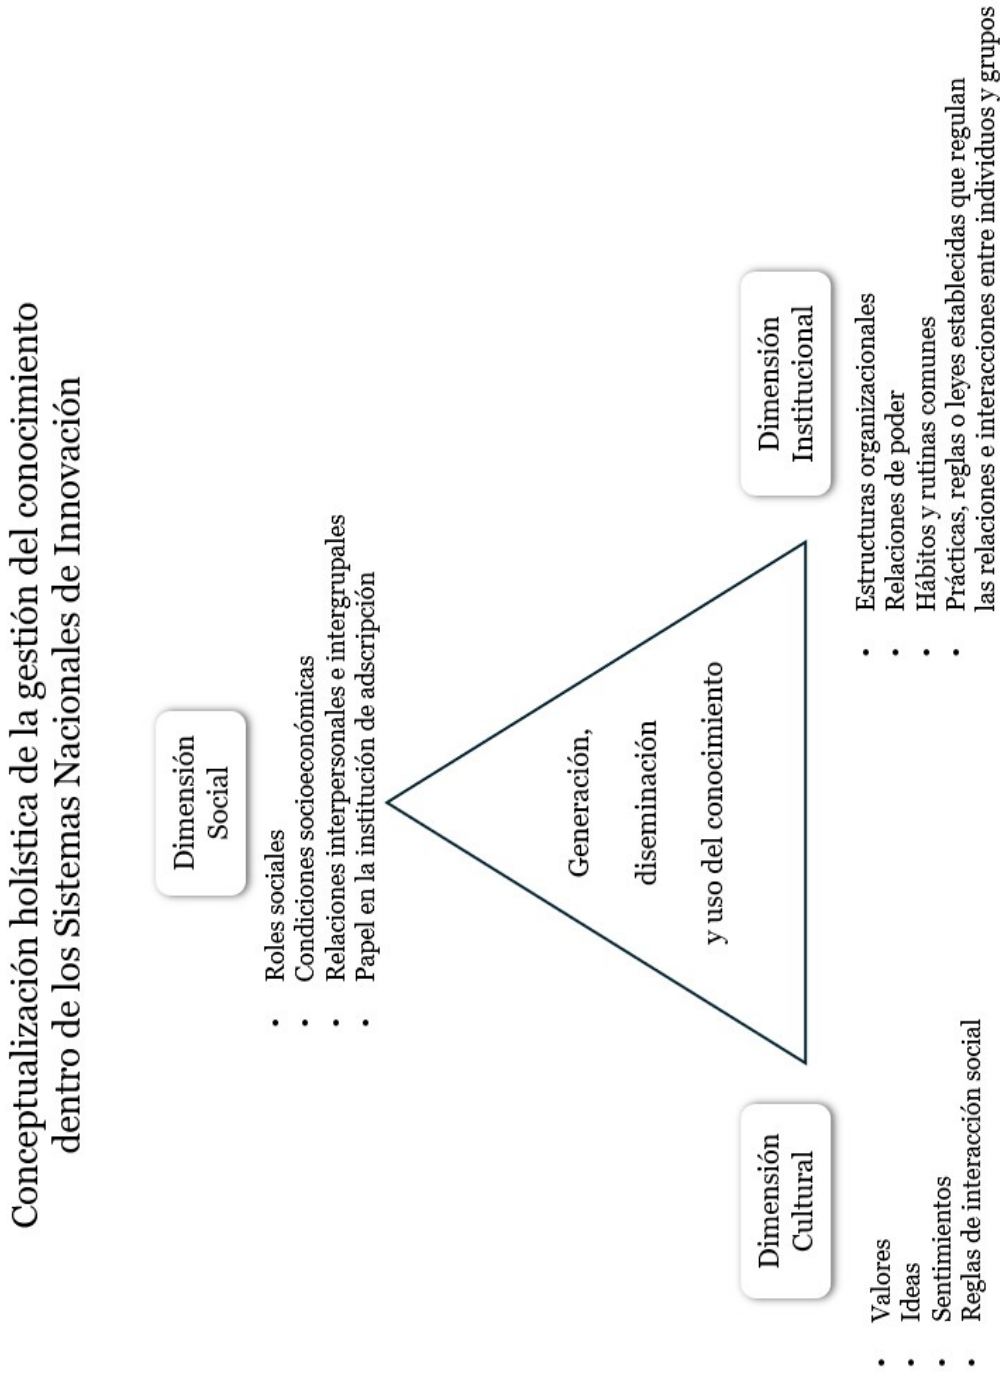 Conceptualización holística de la gestión del conocimiento
dentro de los Sistemas Nacionales de Innovación
Dimensión
Social
• Roles sociales
• Condiciones socioeconómicas
• Relaciones interpersonales e intergrupales
• Papel en la institución de adscripción
Generación,
diseminación
y uso del conocimiento
Dimensión
Cultural
• Valores
• Ideas
• Sentimientos
• Reglas de interacción social
Dimensión
Institucional
• Estructuras organizacionales
• Relaciones de poder
• Hábitos y rutinas comunes
• Prácticas, reglas o leyes establecidas que regulan
las relaciones e interacciones entre individuos y grupos